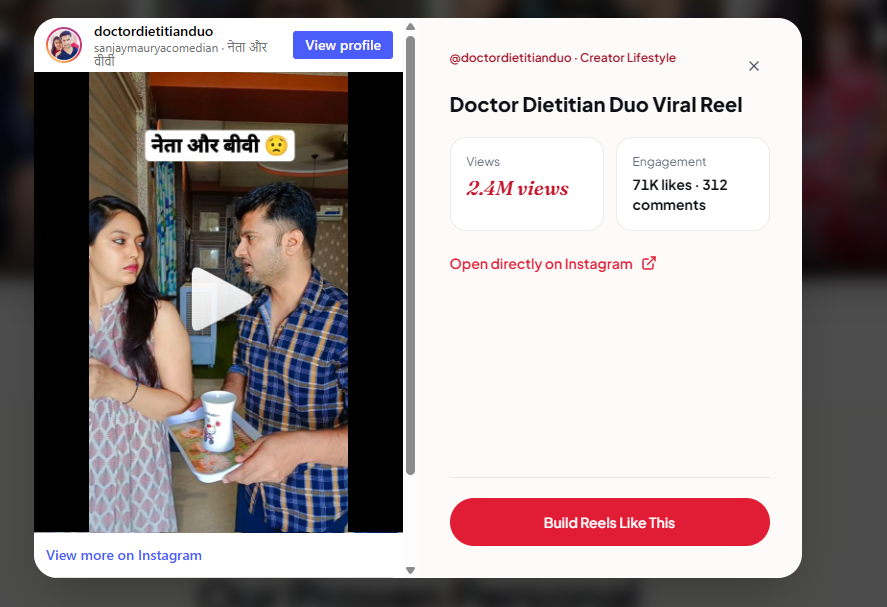 doctordietitianduo
sanjaymauryacomedian · नेता और
वीवी
View profile
नेता और बीवी 😟
View more on Instagram
@doctordietitianduo · Creator Lifestyle
Doctor Dietitian Duo Viral Reel
Views
2.4M views
Engagement
71K likes · 312
comments
Open directly on Instagram
Build Reels Like This